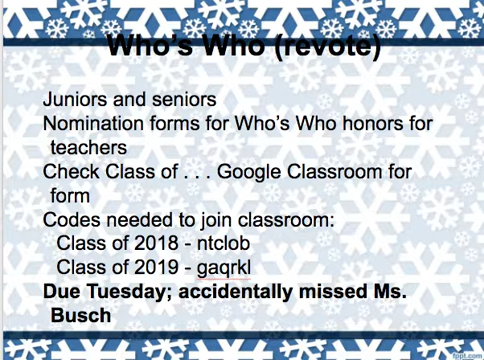 Who's Who (revote)
Juniors and seniors
Nomination forms for Who's Who honors for
teachers
Check Class of . . . Google Classroom for
form
Codes needed to join classroom:
Class of 2018 - ntclob
Class of 2019 - gaqrkl
Due Tuesday; accidentally missed Ms.
Busch
fppt.com